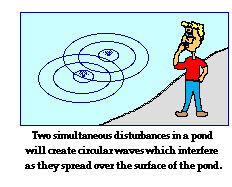 Two simultaneous disturbances in a pond
will create circular waves which interfere
as they spread over the surface of the pond.